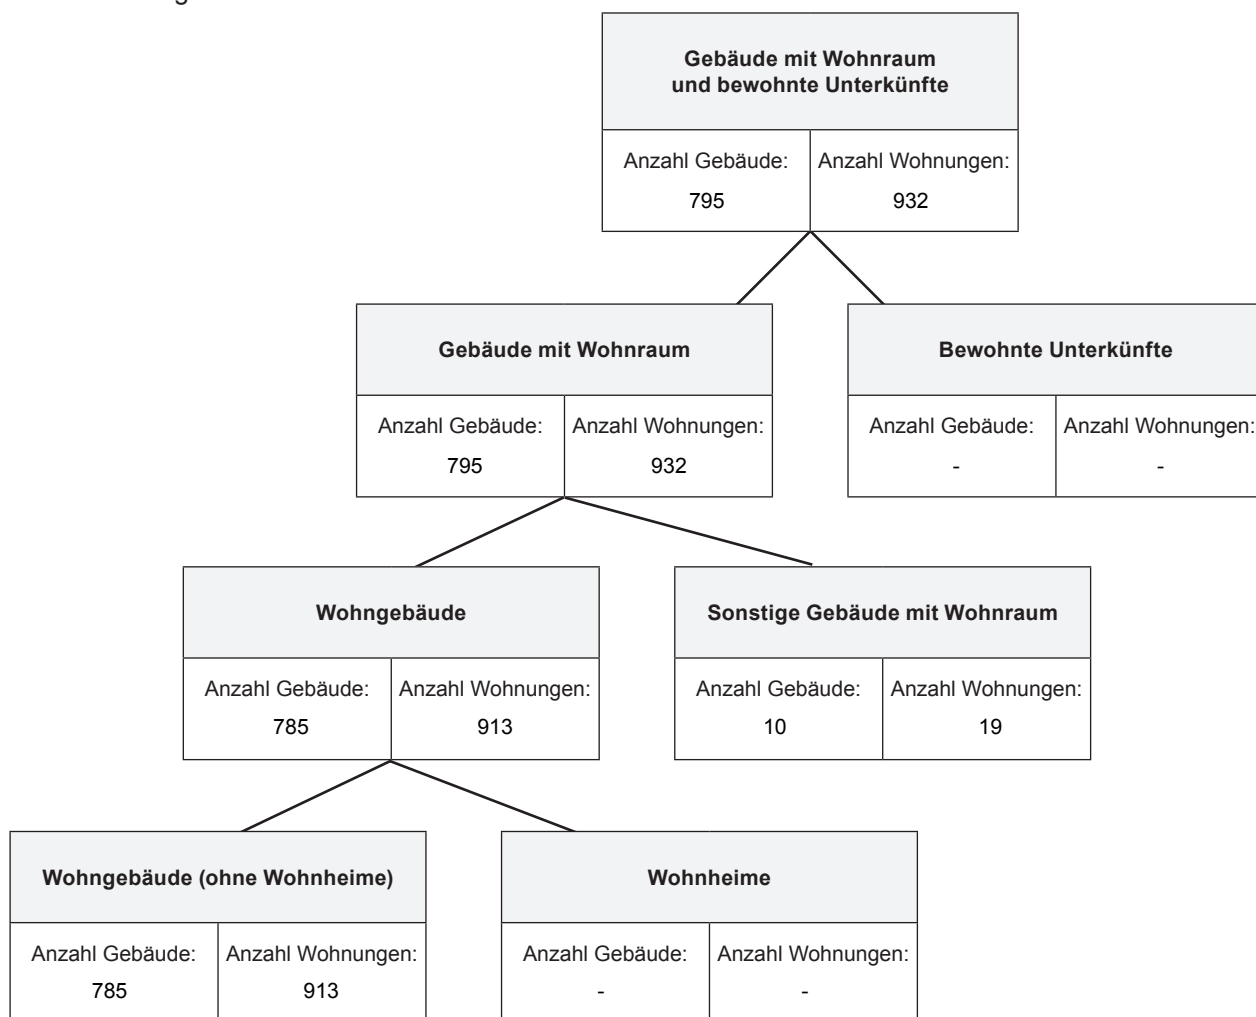 Gebäude mit Wohnraum
und bewohnte Unterkünfte
Anzahl Gebäude: Anzahl Wohnungen:
795 932
Gebäude mit Wohnraum
Anzahl Gebäude: Anzahl Wohnungen:
795 932
Bewohnte Unterkünfte
Anzahl Gebäude: Anzahl Wohnungen:
- -
Wohngebäude
Anzahl Gebäude: Anzahl Wohnungen:
785 913
Sonstige Gebäude mit Wohnraum
Anzahl Gebäude: Anzahl Wohnungen:
10 19
Wohngebäude (ohne Wohnheime)
Anzahl Gebäude: Anzahl Wohnungen:
785 913
Wohnheime
Anzahl Gebäude: Anzahl Wohnungen:
- -